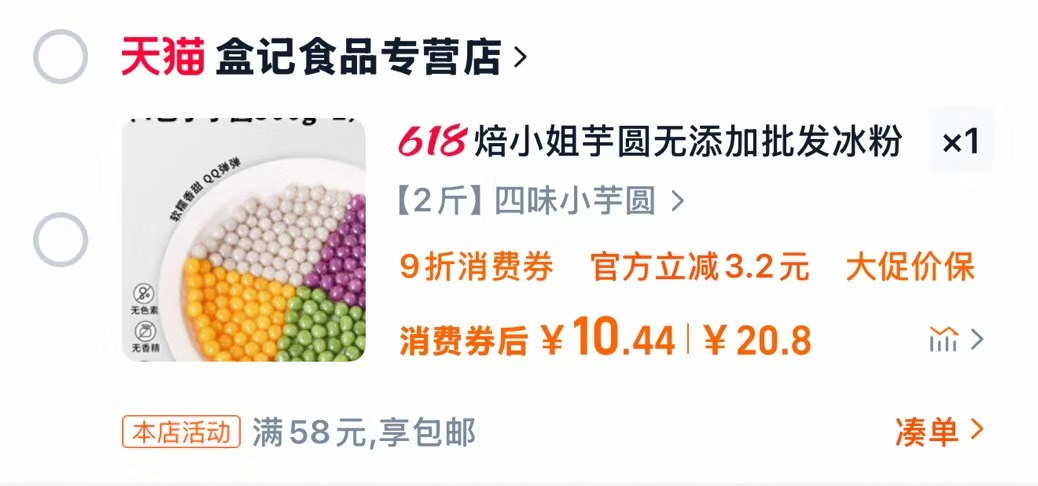 天猫 盒记食品专营店
618 焙小姐芋圆无添加批发冰粉 ×1
【2斤】四味小芋圆
软糯香甜 QQ弹弹
无色素
无香精
9折消费券 官方立减3.2元 大促价保
消费券后 ¥10.44 ¥20.8
本店活动 满58元,享包邮 凑单